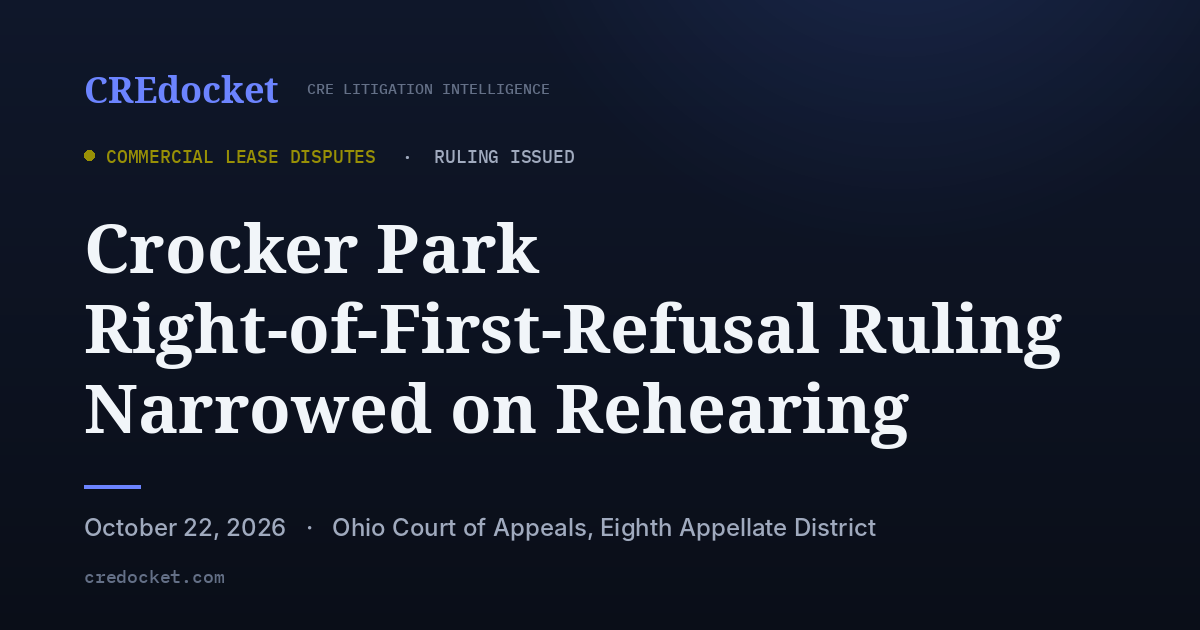 CREdocket CRE LITIGATION INTELLIGENCE
COMMERCIAL LEASE DISPUTES · RULING ISSUED
Crocker Park
Right-of-First-Refusal Ruling
Narrowed on Rehearing
October 22, 2026 · Ohio Court of Appeals, Eighth Appellate District
credocket.com